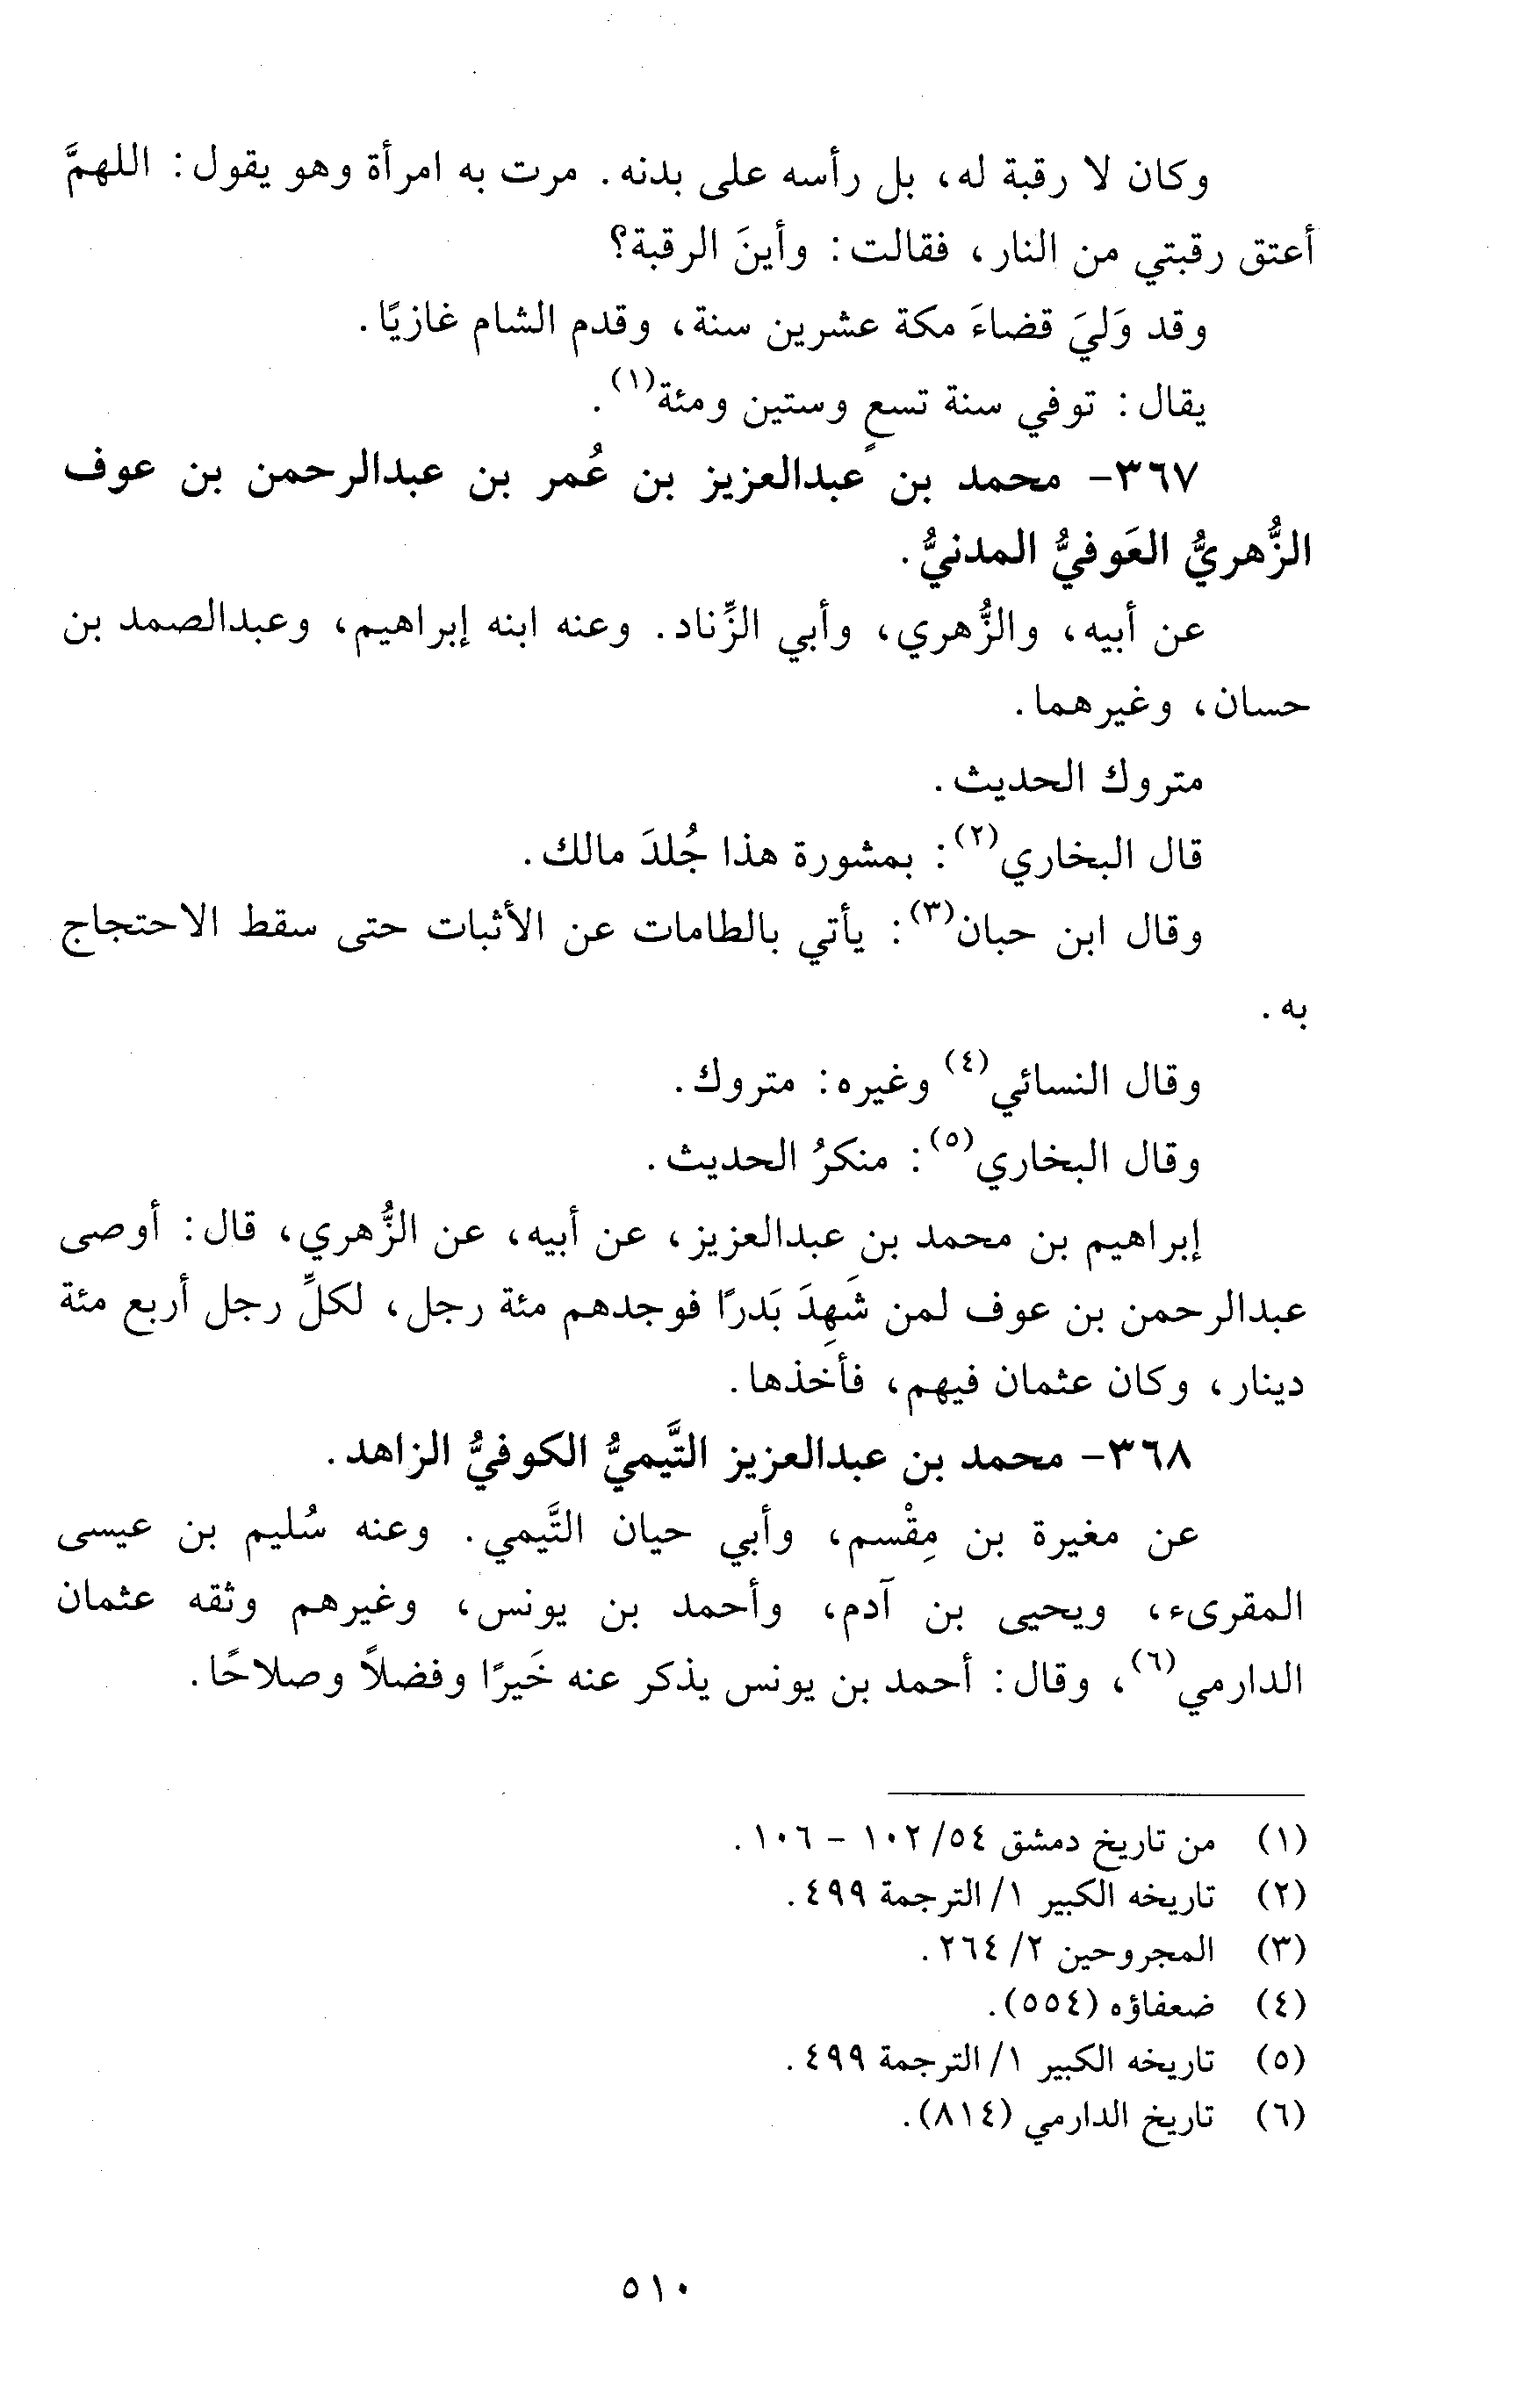 وكان لا رقبة له، بل رأسه على بدنه. مرت به امرأة وهو يقول: اللهمَّ
أعتق رقبتي من النار، فقالت: وأينَ الرقبة؟
وقد وَليَ قضاءَ مكة عشرين سنة، وقدم الشام غازيًا.
يقال: توفي سنة تسعٍ وستين ومئة(١).
٣٦٧- محمد بن عبدالعزيز بن عُمر بن عبدالرحمن بن عوف
الزُّهريُّ العَوفيُّ المدنيُّ.
عن أبيه، والزُّهري، وأبي الزِّناد. وعنه ابنه إبراهيم، وعبدالصمد بن
حسان، وغيرهما.
متروك الحديث.
قال البخاري(٢): بمشورة هذا جُلدَ مالك.
وقال ابن حبان(٣): يأتي بالطامات عن الأثبات حتى سقط الاحتجاج
به.
وقال النسائي(٤) وغيره: متروك.
وقال البخاري(٥): منكرُ الحديث.
إبراهيم بن محمد بن عبدالعزيز، عن أبيه، عن الزُّهري، قال: أوصى
عبدالرحمن بن عوف لمن شَهِدَ بَدرًا فوجدهم مئة رجل، لكلِّ رجل أربع مئة
دينار، وكان عثمان فيهم، فأخذها.
٣٦٨- محمد بن عبدالعزيز التَّيميُّ الكوفيُّ الزاهد.
عن مغيرة بن مِقْسم، وأبي حيان التَّيمي. وعنه سُليم بن عيسى
المقرىء، ويحيى بن آدم، وأحمد بن يونس، وغيرهم وثقه عثمان
الدارمي(٦)، وقال: أحمد بن يونس يذكر عنه خَيرًا وفضلاً وصلاحًا.
(١) من تاريخ دمشق ٥٤/ ١٠٢ - ١٠٦.
(٢) تاريخه الكبير ١/ الترجمة ٤٩٩.
(٣) المجروحين ٢/ ٢٦٤.
(٤) ضعفاؤه (٥٥٤).
(٥) تاريخه الكبير ١/ الترجمة ٤٩٩.
(٦) تاريخ الدارمي (٨١٤).
٥١٠